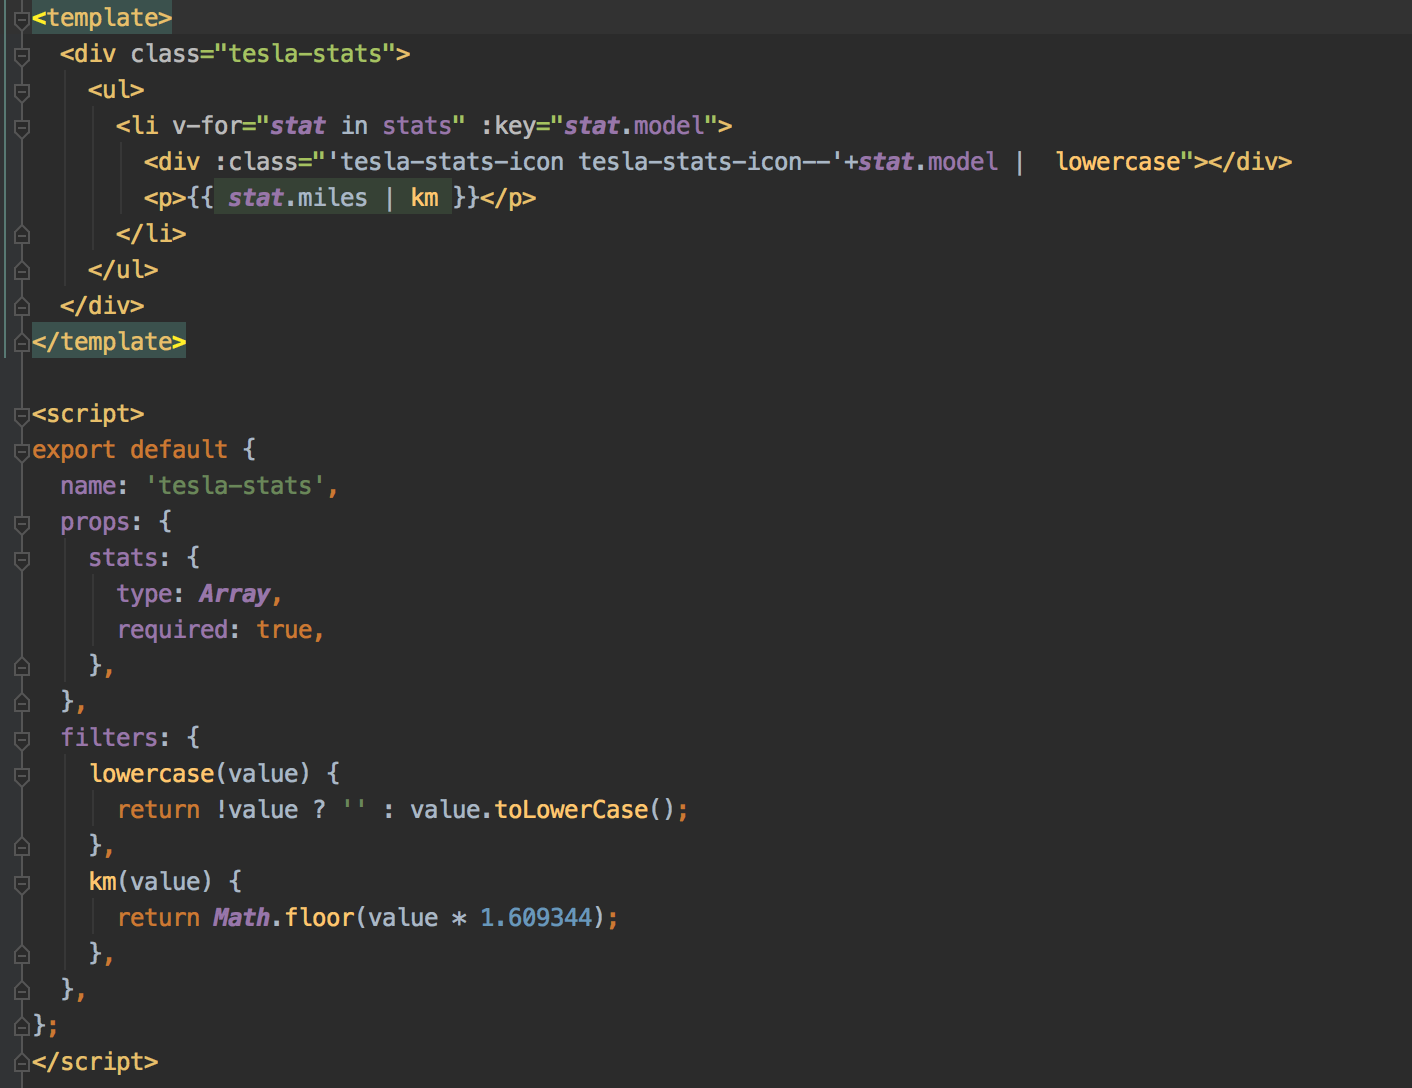 <template>
  <div class="tesla-stats">
    <ul>
      <li v-for="stat in stats" :key="stat.model">
        <div :class="'tesla-stats-icon tesla-stats-icon--'+stat.model |  lowercase"></div>
        <p>{{ stat.miles | km }}</p>
      </li>
    </ul>
  </div>
</template>

<script>
export default {
  name: 'tesla-stats',
  props: {
    stats: {
      type: Array,
      required: true,
    },
  },
  filters: {
    lowercase(value) {
      return !value ? '' : value.toLowerCase();
    },
    km(value) {
      return Math.floor(value * 1.609344);
    },
  },
};
</script>